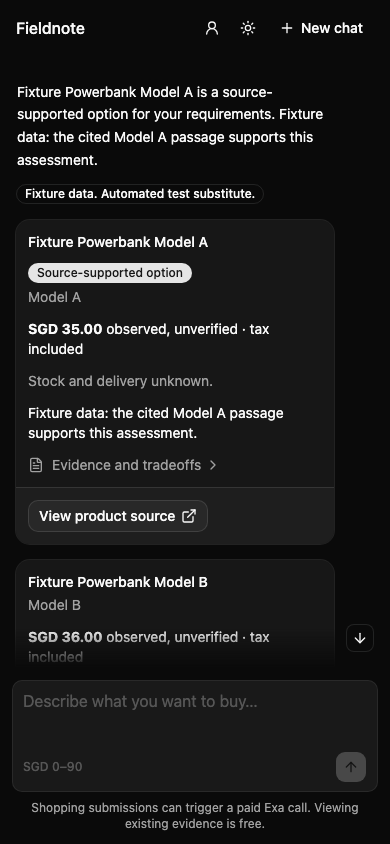 Fieldnote
New chat
Fixture Powerbank Model A is a source-
supported option for your requirements. Fixture
data: the cited Model A passage supports this
assessment.
Fixture data. Automated test substitute.
Fixture Powerbank Model A
Source-supported option
Model A
SGD 35.00 observed, unverified · tax
included
Stock and delivery unknown.
Fixture data: the cited Model A passage
supports this assessment.
Evidence and tradeoffs
View product source
Fixture Powerbank Model B
Model B
SGD 36.00 observed, unverified · tax
included
Describe what you want to buy...
SGD 0–90
Shopping submissions can trigger a paid Exa call. Viewing
existing evidence is free.